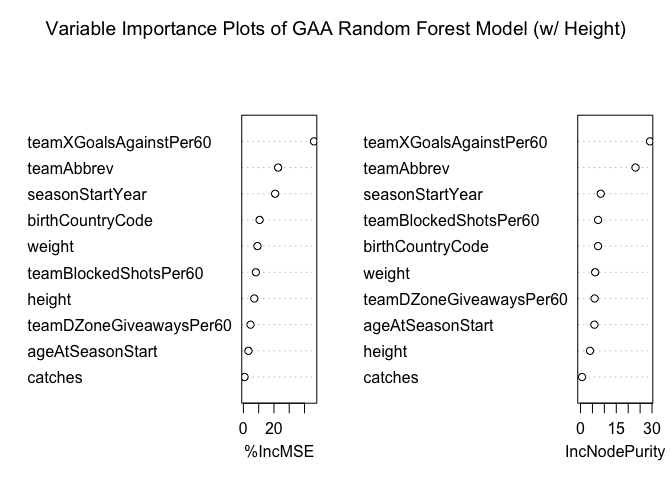 Variable Importance Plots of GAA Random Forest Model (w/ Height)
teamXGoalsAgainstPer60
teamAbbrev
seasonStartYear
birthCountryCode
weight
teamBlockedShotsPer60
height
teamDZoneGiveawaysPer60
ageAtSeasonStart
catches
0 20
%IncMSE
teamXGoalsAgainstPer60
teamAbbrev
seasonStartYear
teamBlockedShotsPer60
birthCountryCode
weight
teamDZoneGiveawaysPer60
ageAtSeasonStart
height
catches
0 15 30
IncNodePurity